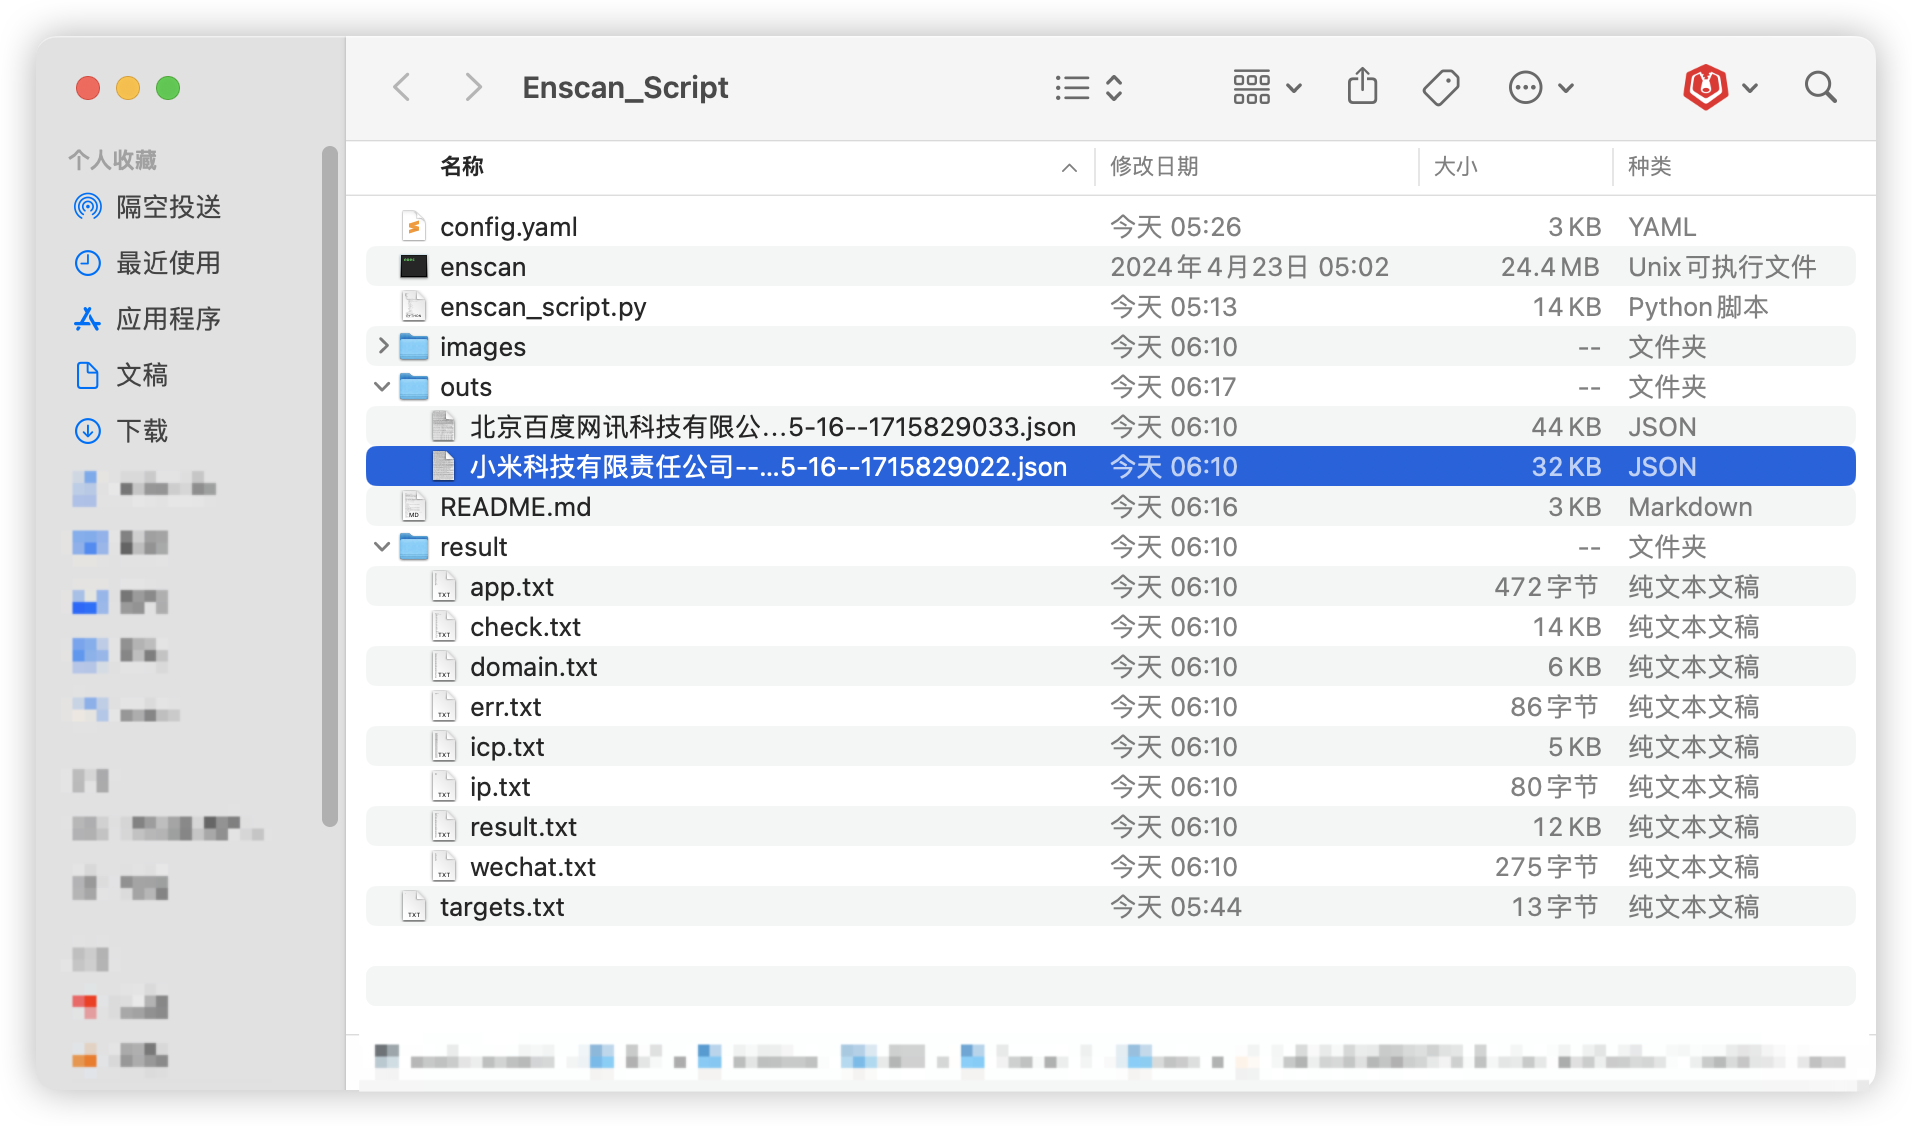 Enscan_Script
个人收藏
隔空投送
最近使用
应用程序
文稿
下载
名称 修改日期 大小 种类
config.yaml 今天 05:26 3 KB YAML
enscan 2024年4月23日 05:02 24.4 MB Unix可执行文件
enscan_script.py 今天 05:13 14 KB Python脚本
images 今天 06:10 -- 文件夹
outs 今天 06:17 -- 文件夹
北京百度网讯科技有限公…5-16--1715829033.json 今天 06:10 44 KB JSON
小米科技有限责任公司--…5-16--1715829022.json 今天 06:10 32 KB JSON
README.md 今天 06:16 3 KB Markdown
result 今天 06:10 -- 文件夹
app.txt 今天 06:10 472字节 纯文本文稿
check.txt 今天 06:10 14 KB 纯文本文稿
domain.txt 今天 06:10 6 KB 纯文本文稿
err.txt 今天 06:10 86字节 纯文本文稿
icp.txt 今天 06:10 5 KB 纯文本文稿
ip.txt 今天 06:10 80字节 纯文本文稿
result.txt 今天 06:10 12 KB 纯文本文稿
wechat.txt 今天 06:10 275字节 纯文本文稿
targets.txt 今天 05:44 13字节 纯文本文稿